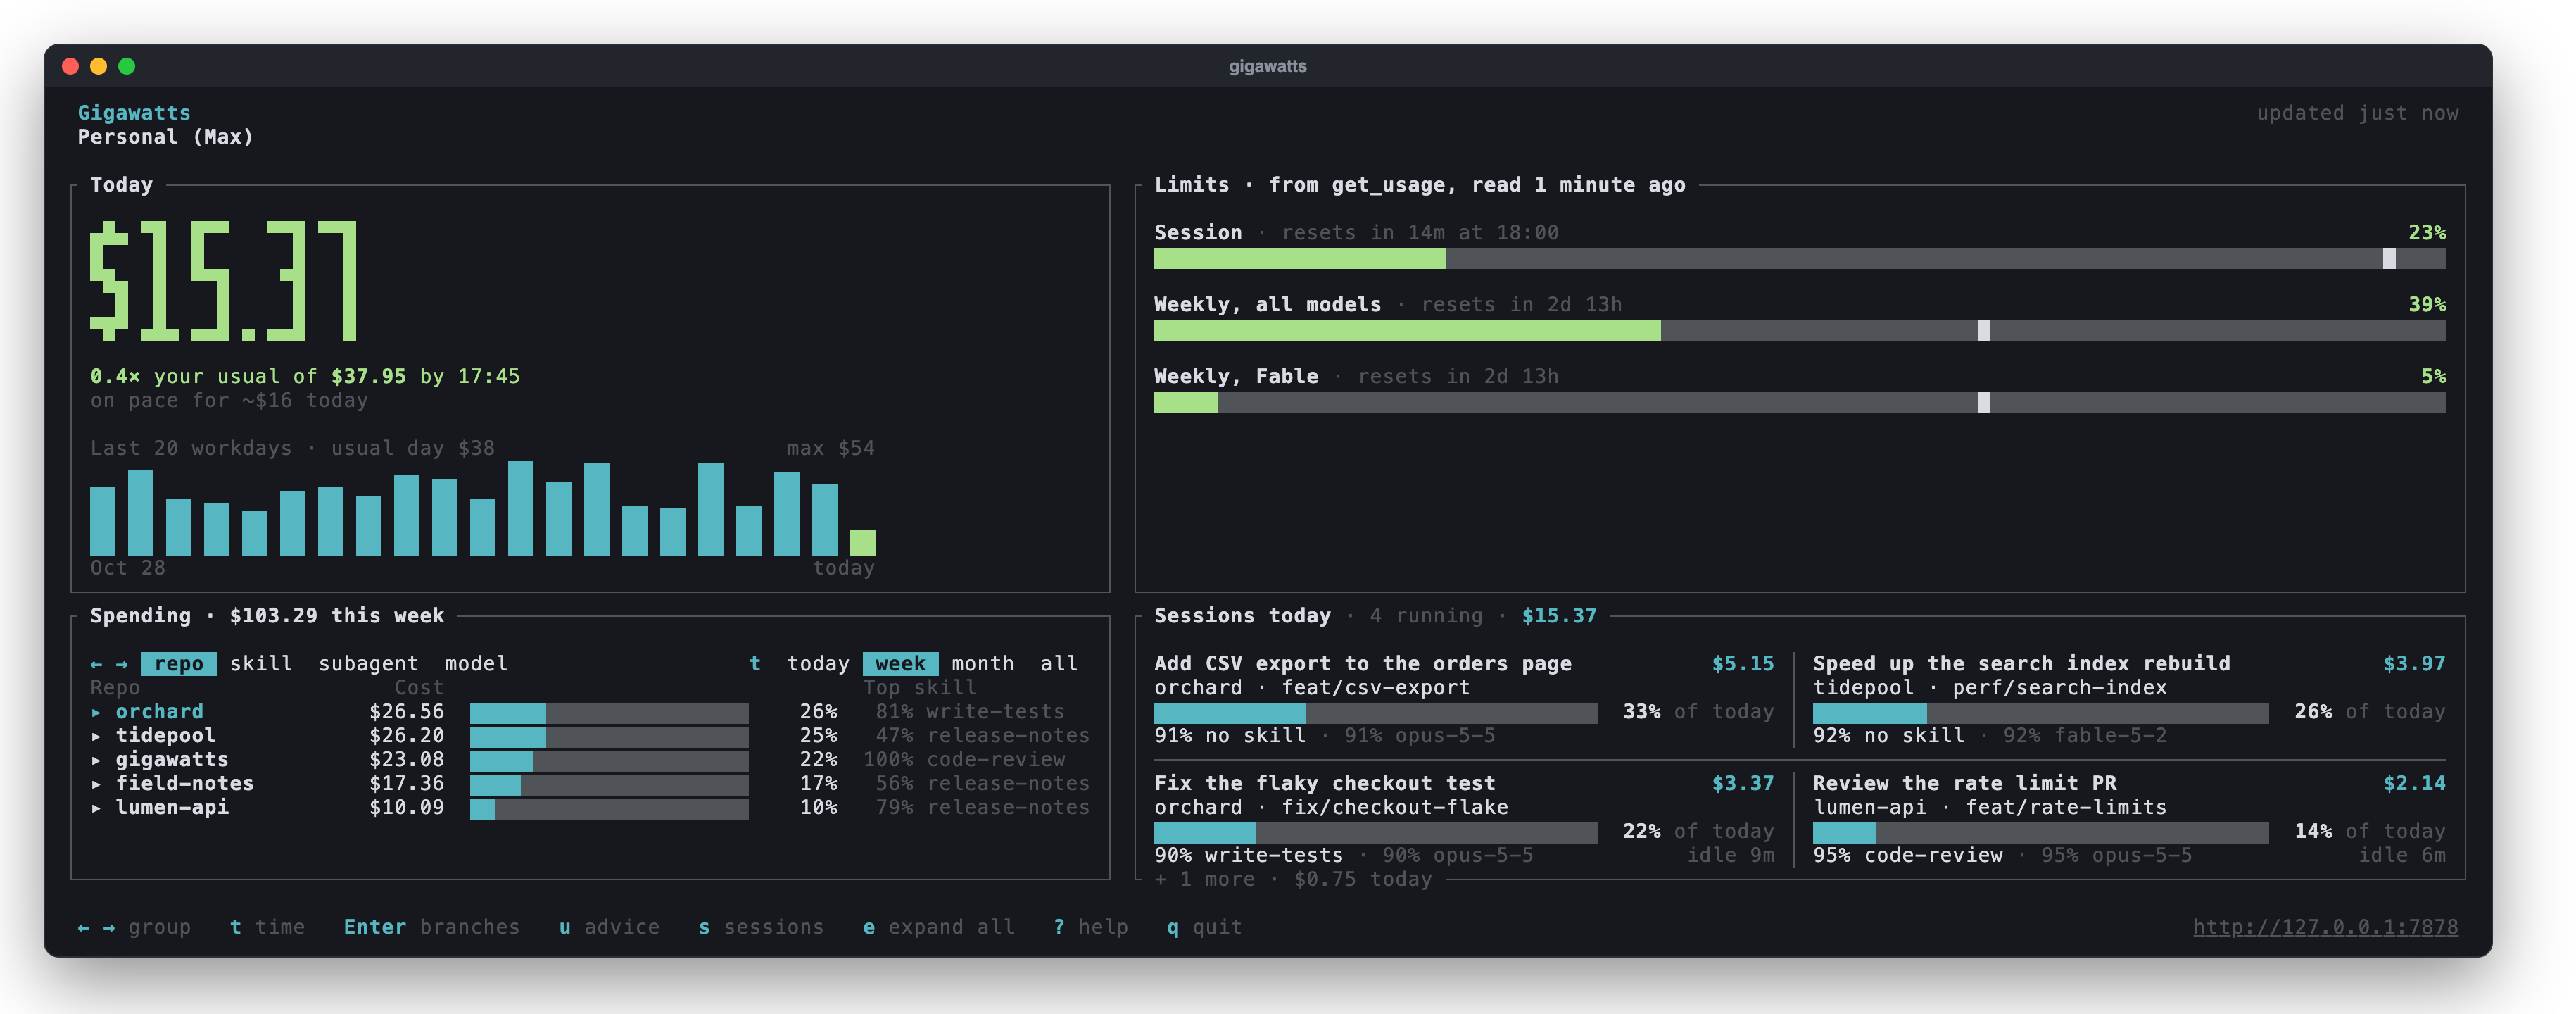 gigawatts
Gigawatts
updated just now
Personal (Max)
Today
$15.37
0.4× your usual of $37.95 by 17:45
on pace for ~$16 today
Last 20 workdays · usual day $38 max $54
Oct 28 today
Limits · from get_usage, read 1 minute ago
Session · resets in 14m at 18:00 23%
Weekly, all models · resets in 2d 13h 39%
Weekly, Fable · resets in 2d 13h 5%
Spending · $103.29 this week
← → repo skill subagent model t today week month all
Repo Cost Top skill
▸ orchard $26.56 26% 81% write-tests
▸ tidepool $26.20 25% 47% release-notes
▸ gigawatts $23.08 22% 100% code-review
▸ field-notes $17.36 17% 56% release-notes
▸ lumen-api $10.09 10% 79% release-notes
Sessions today · 4 running · $15.37
Add CSV export to the orders page $5.15
orchard · feat/csv-export
33% of today
91% no skill · 91% opus-5-5
Speed up the search index rebuild $3.97
tidepool · perf/search-index
26% of today
92% no skill · 92% fable-5-2
Fix the flaky checkout test $3.37
orchard · fix/checkout-flake
22% of today
90% write-tests · 90% opus-5-5 idle 9m
Review the rate limit PR $2.14
lumen-api · feat/rate-limits
14% of today
95% code-review · 95% opus-5-5 idle 6m
+ 1 more · $0.75 today
← → group t time Enter branches u advice s sessions e expand all ? help q quit http://127.0.0.1:7878